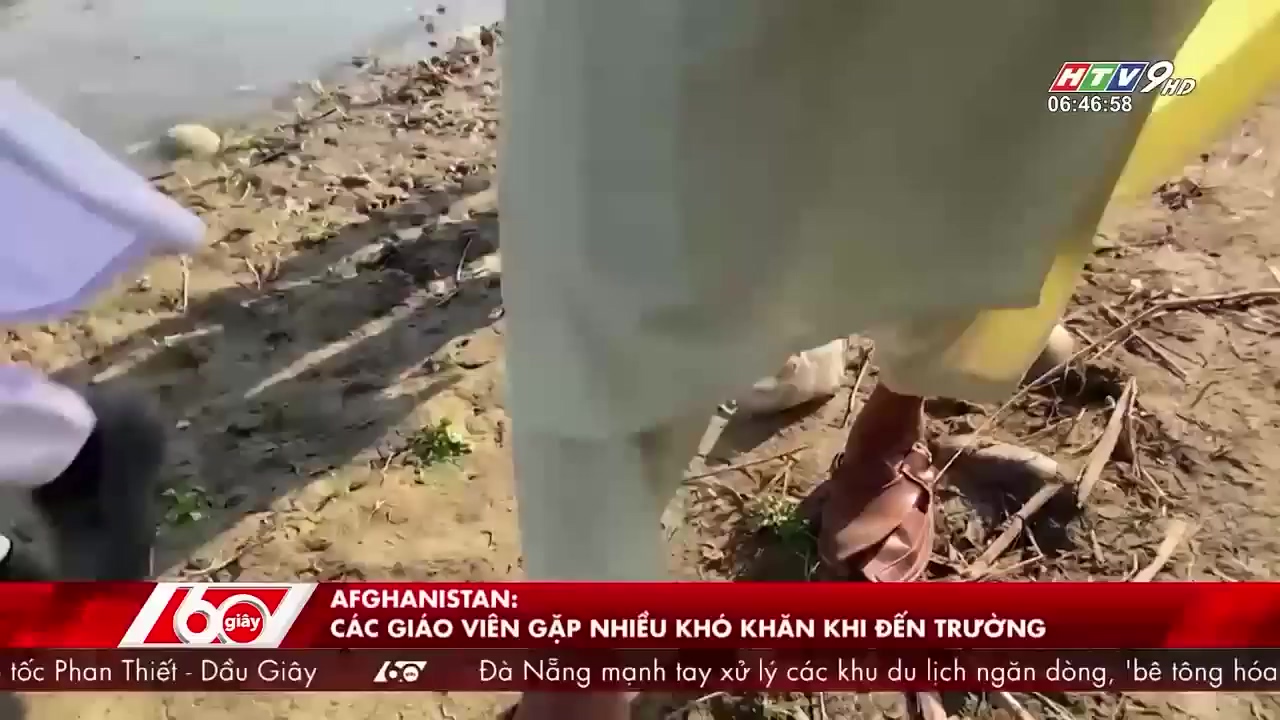 HTV9 HD
06:46:58
60 giây
AFGHANISTAN:
CÁC GIÁO VIÊN GẶP NHIỀU KHÓ KHĂN KHI ĐẾN TRƯỜNG
tốc Phan Thiết - Dầu Giây 60 Đà Nẵng mạnh tay xử lý các khu du lịch ngăn dòng, 'bê tông hóa